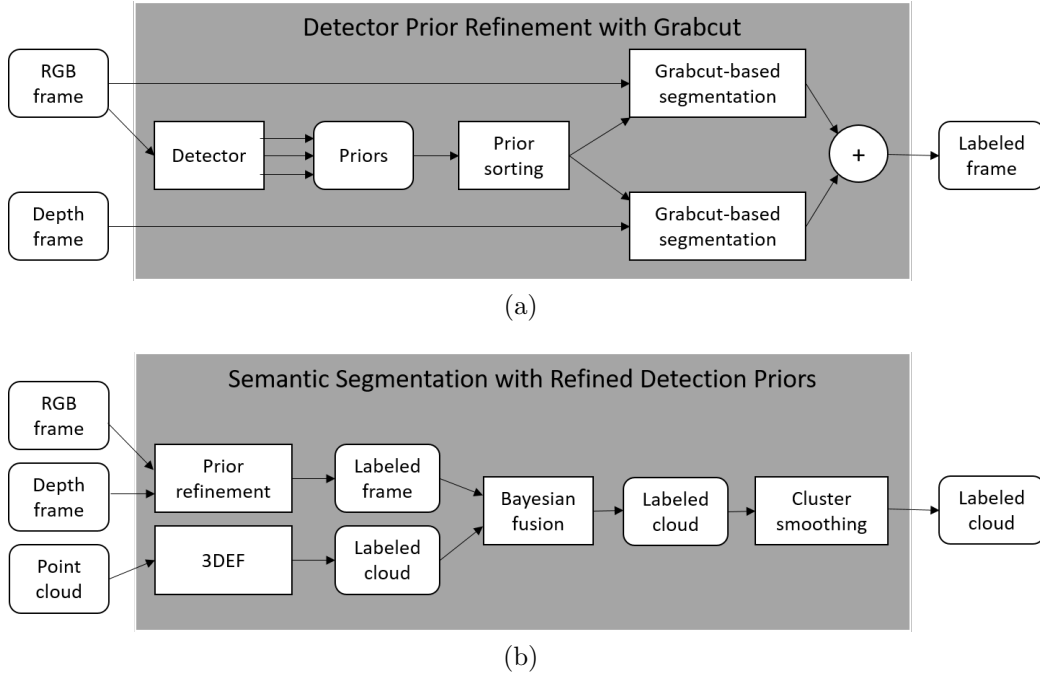 Detector Prior Refinement with Grabcut
RGB
frame
Grabcut-based
segmentation
Detector
Priors
Prior
sorting
+
Labeled
frame
Depth
frame
Grabcut-based
segmentation
(a)
Semantic Segmentation with Refined Detection Priors
RGB
frame
Depth
frame
Point
cloud
Prior
refinement
3DEF
Labeled
frame
Labeled
cloud
Bayesian
fusion
Labeled
cloud
Cluster
smoothing
Labeled
cloud
(b)